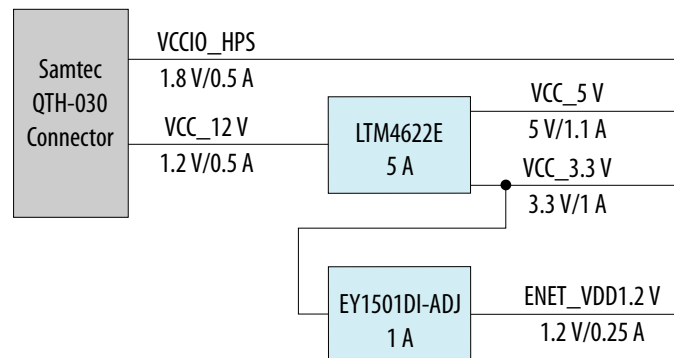 Samtec
QTH-030
Connector
VCCIO_HPS
1.8 V/0.5 A
VCC_12 V
1.2 V/0.5 A
LTM4622E
5 A
VCC_5 V
5 V/1.1 A
VCC_3.3 V
3.3 V/1 A
EY1501DI-ADJ
1 A
ENET_VDD1.2 V
1.2 V/0.25 A